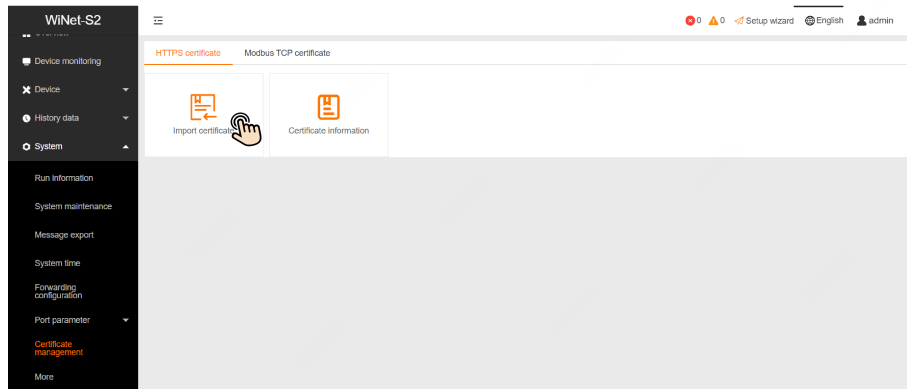 WiNet-S2
0
0
Setup wizard
English
admin
Overview
Device monitoring
Device
History data
System
Run Information
System maintenance
Message export
System time
Forwarding
configuration
Port parameter
Certificate
management
More
HTTPS certificate
Modbus TCP certificate
Import certificate
Certificate information